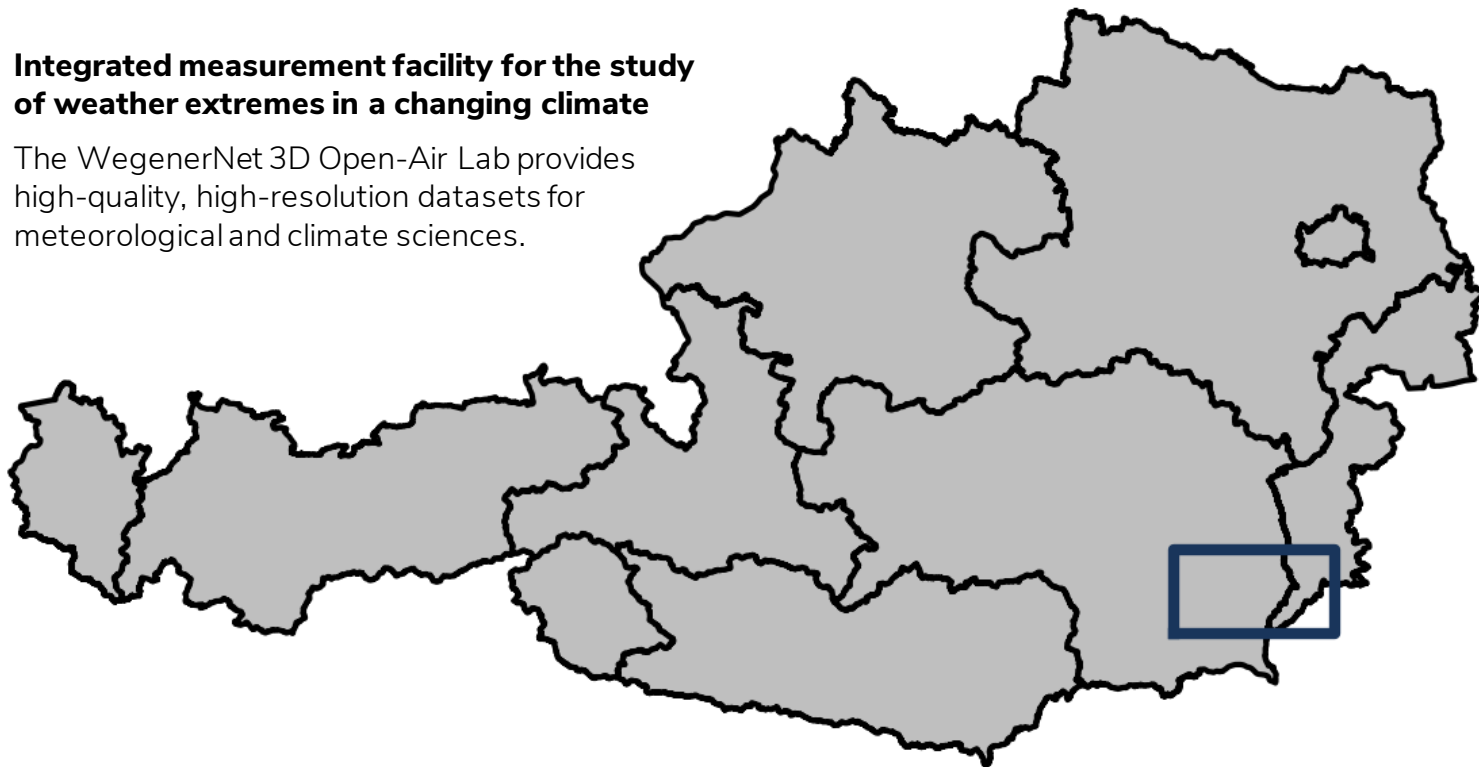 Integrated measurement facility for the study
of weather extremes in a changing climate
The WegenerNet 3D Open-Air Lab provides
high-quality, high-resolution datasets for
meteorological and climate sciences.